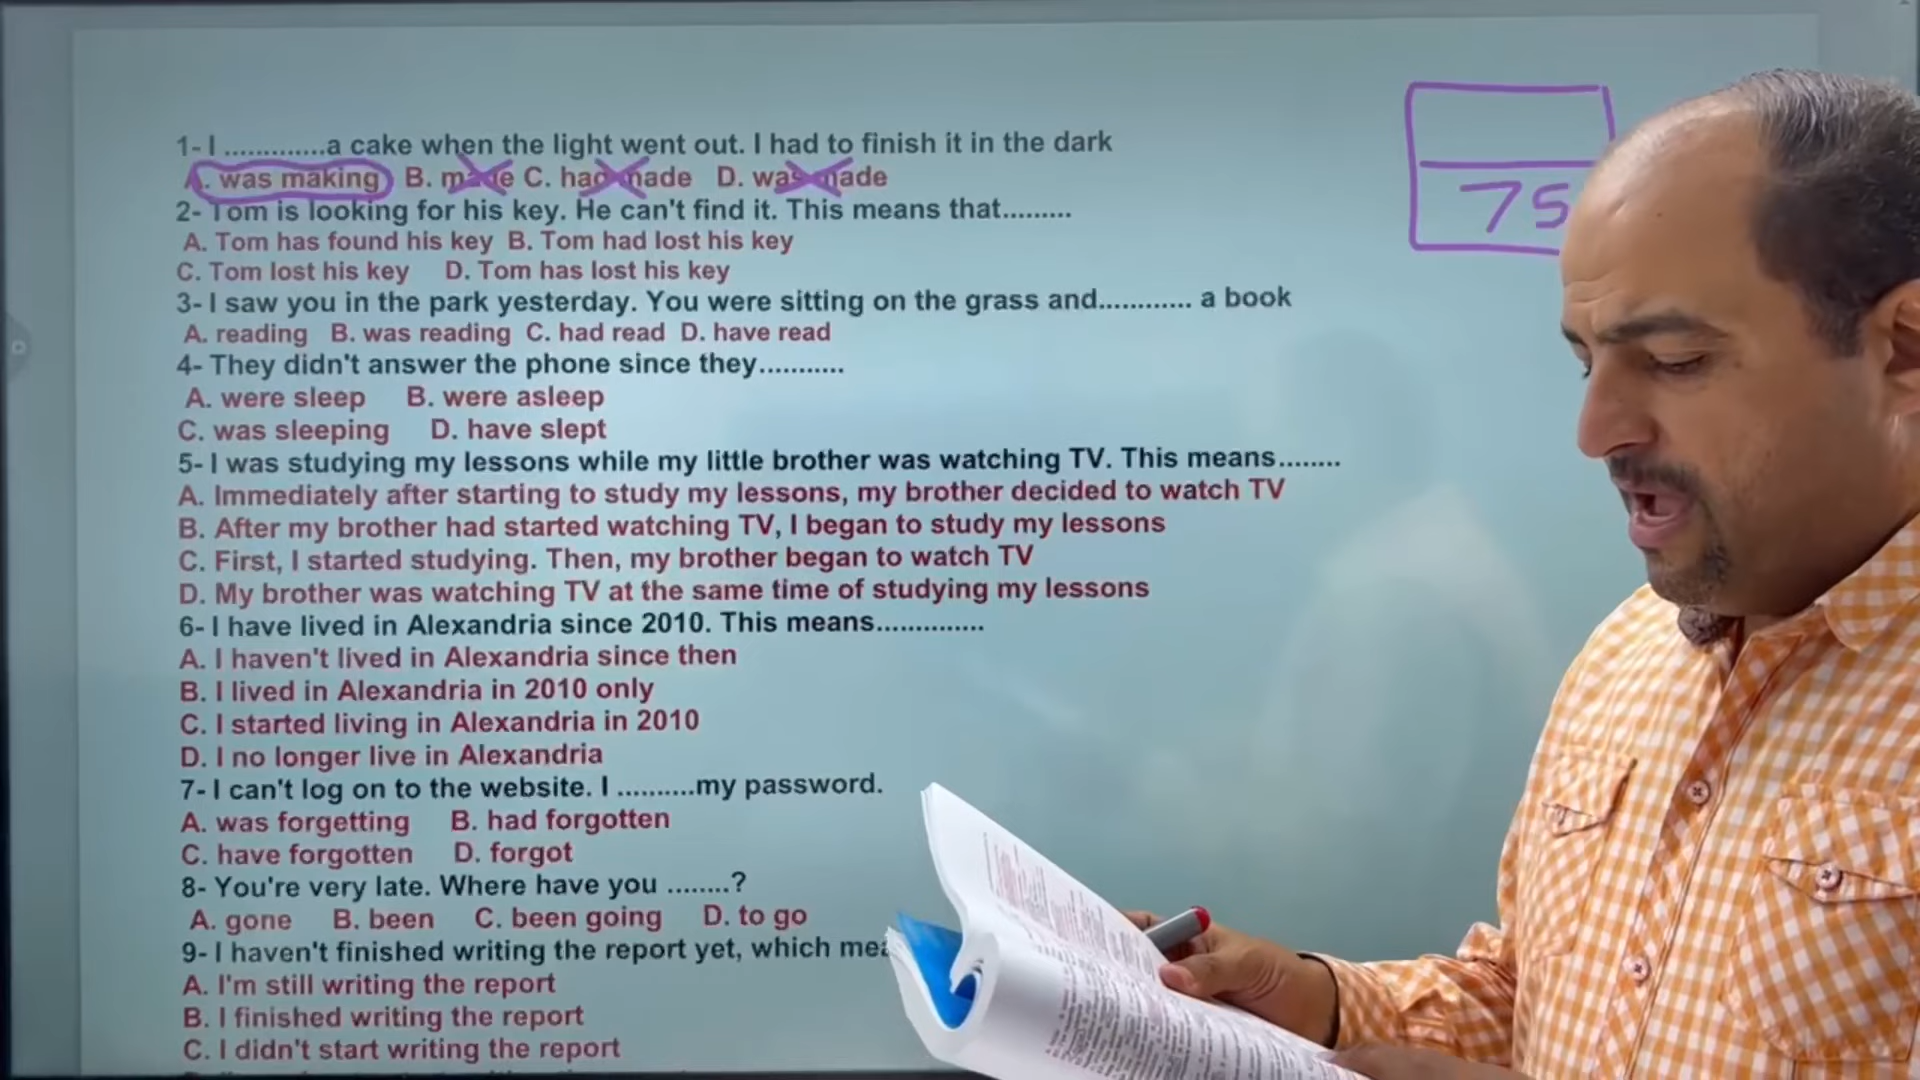 1- I .............a cake when the light went out. I had to finish it in the dark
A. was making B. made C. had made D. was made
75
2- Tom is looking for his key. He can't find it. This means that.........
A. Tom has found his key B. Tom had lost his key
C. Tom lost his key D. Tom has lost his key
3- I saw you in the park yesterday. You were sitting on the grass and............ a book
A. reading B. was reading C. had read D. have read
4- They didn't answer the phone since they...........
A. were sleep B. were asleep
C. was sleeping D. have slept
5- I was studying my lessons while my little brother was watching TV. This means........
A. Immediately after starting to study my lessons, my brother decided to watch TV
B. After my brother had started watching TV, I began to study my lessons
C. First, I started studying. Then, my brother began to watch TV
D. My brother was watching TV at the same time of studying my lessons
6- I have lived in Alexandria since 2010. This means..............
A. I haven't lived in Alexandria since then
B. I lived in Alexandria in 2010 only
C. I started living in Alexandria in 2010
D. I no longer live in Alexandria
7- I can't log on to the website. I ..........my password.
A. was forgetting B. had forgotten
C. have forgotten D. forgot
8- You're very late. Where have you ........?
A. gone B. been C. been going D. to go
9- I haven't finished writing the report yet, which
A. I'm still writing the report
B. I finished writing the report
C. I didn't start writing the report